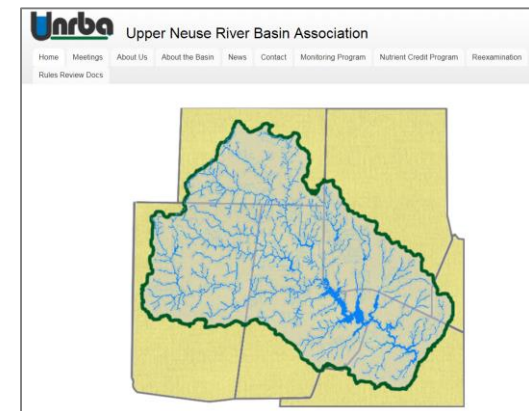 Unrba Upper Neuse River Basin Association
Home Meetings About Us About the Basin News Contact Monitoring Program Nutrient Credit Program Reexamination
Rules Review Docs